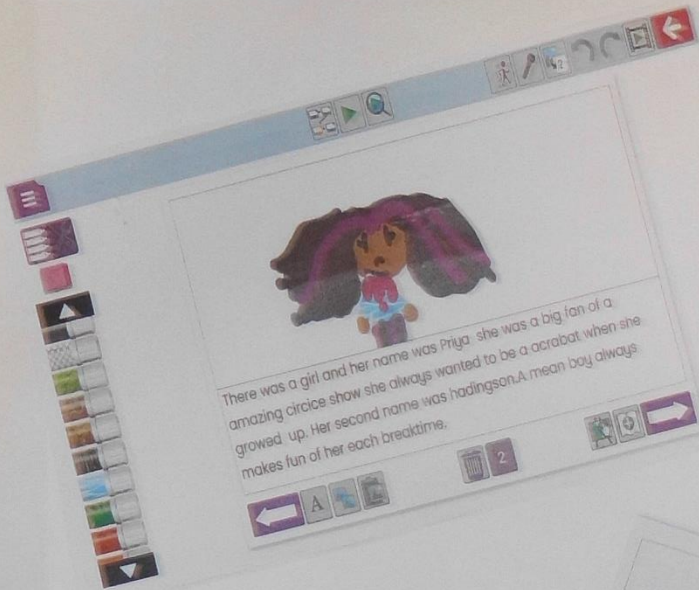 There was a girl and her name was Priya she was a big fan of a
amazing circice show she always wanted to be a acrabat when she
growed up. Her second name was hadingson.A mean boy always
makes fun of her each breaktime.
A
2